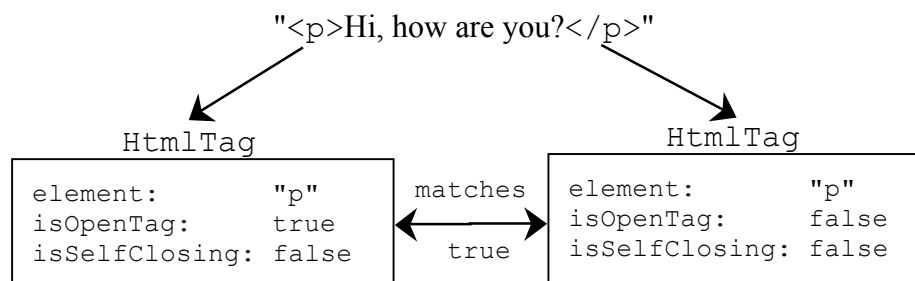 "<p>Hi, how are you?</p>"
HtmlTag
element: "p"
isOpenTag: true
isSelfClosing: false
matches
true
HtmlTag
element: "p"
isOpenTag: false
isSelfClosing: false